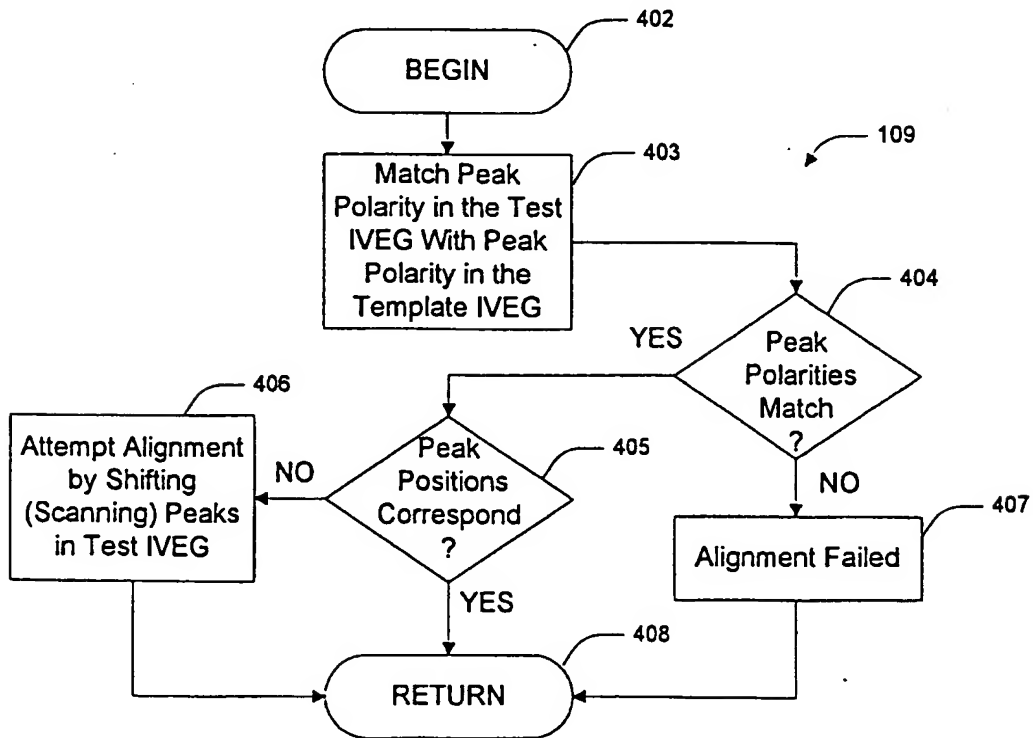 402
BEGIN
109
403
Match Peak
Polarity in the Test
IVEG With Peak
Polarity in the
Template IVEG
404
YES
Peak
Polarities
Match
?
406
Attempt Alignment
by Shifting
(Scanning) Peaks
in Test IVEG
NO
405
Peak
Positions
Correspond
?
NO
407
Alignment Failed
YES
408
RETURN